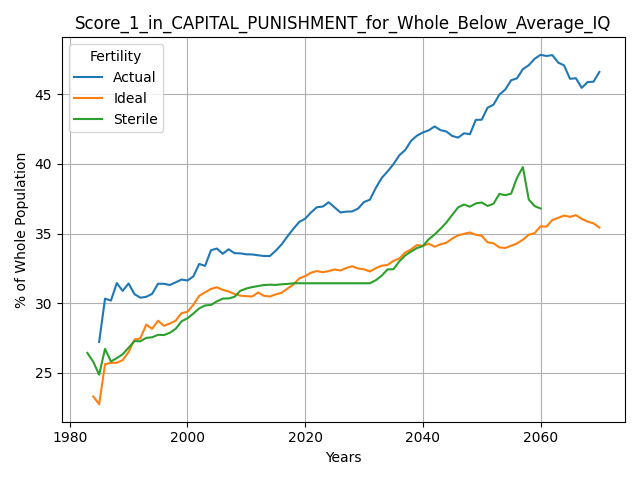 Score_1_in_CAPITAL_PUNISHMENT_for_Whole_Below_Average_IQ
Fertility
Actual
Ideal
Sterile
% of Whole Population
45
40
35
30
25
1980
2000
2020
2040
2060
Years